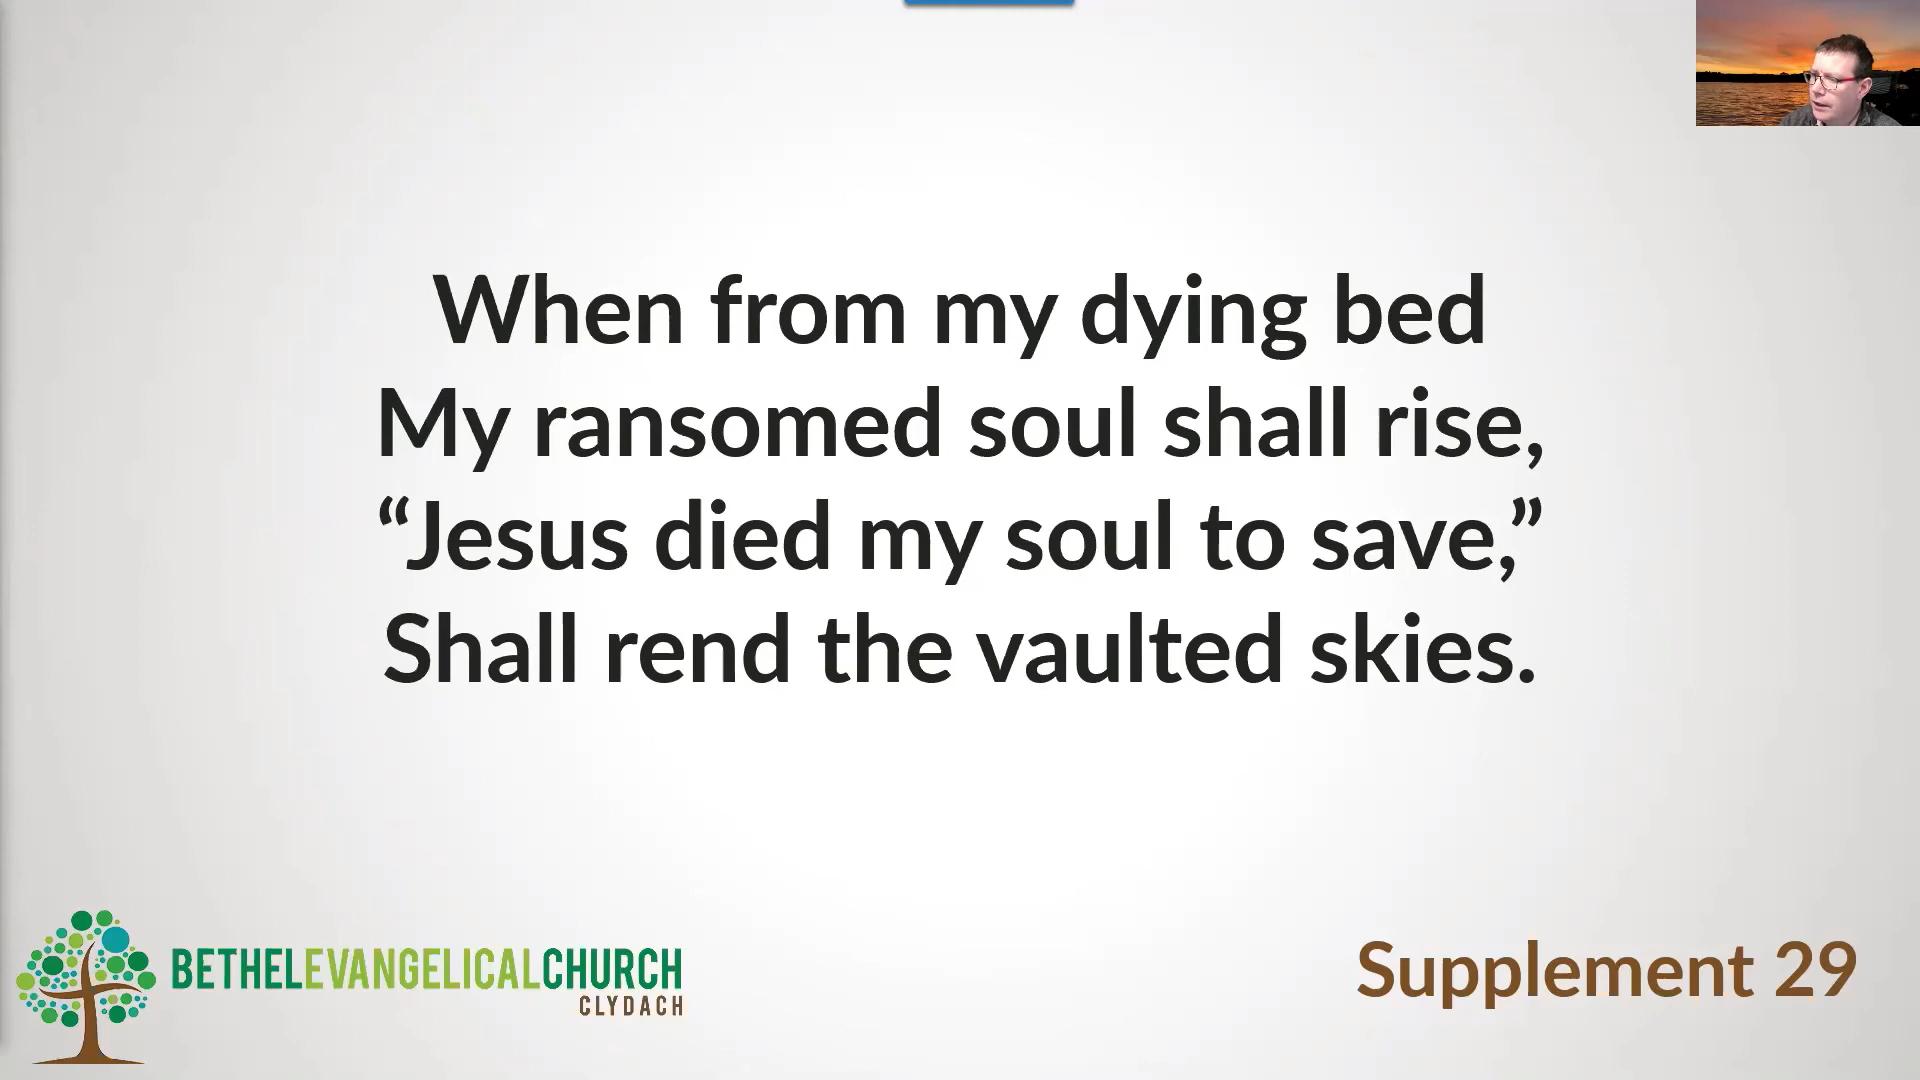 When from my dying bed
My ransomed soul shall rise,
“Jesus died my soul to save,”
Shall rend the vaulted skies.
BETHELEVANGELICALCHURCH
CLYDACH
Supplement 29